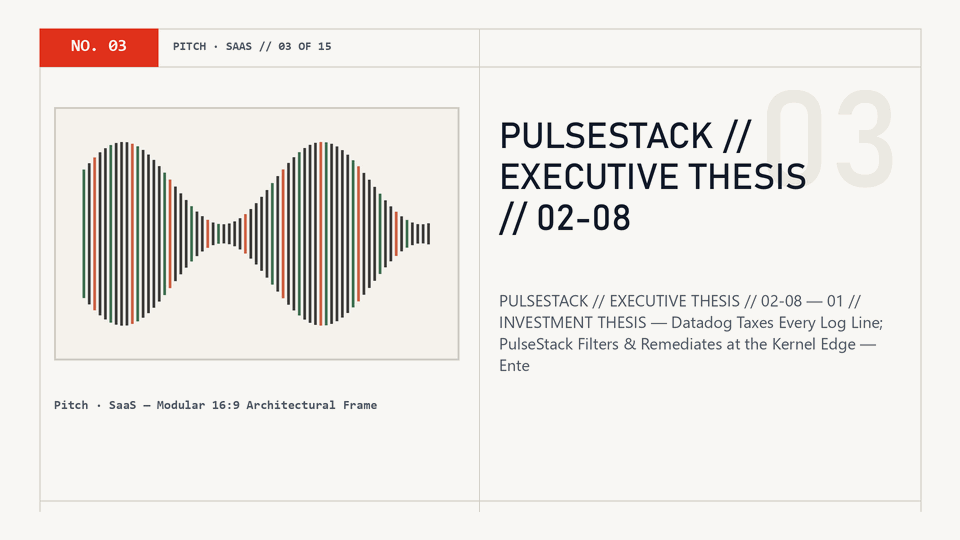 NO. 03
PITCH · SAAS // 03 OF 15
03
PULSESTACK //
EXECUTIVE THESIS
// 02-08
PULSESTACK // EXECUTIVE THESIS // 02-08 — 01 //
INVESTMENT THESIS — Datadog Taxes Every Log Line;
PulseStack Filters & Remediates at the Kernel Edge —
Ente
Pitch · SaaS — Modular 16:9 Architectural Frame